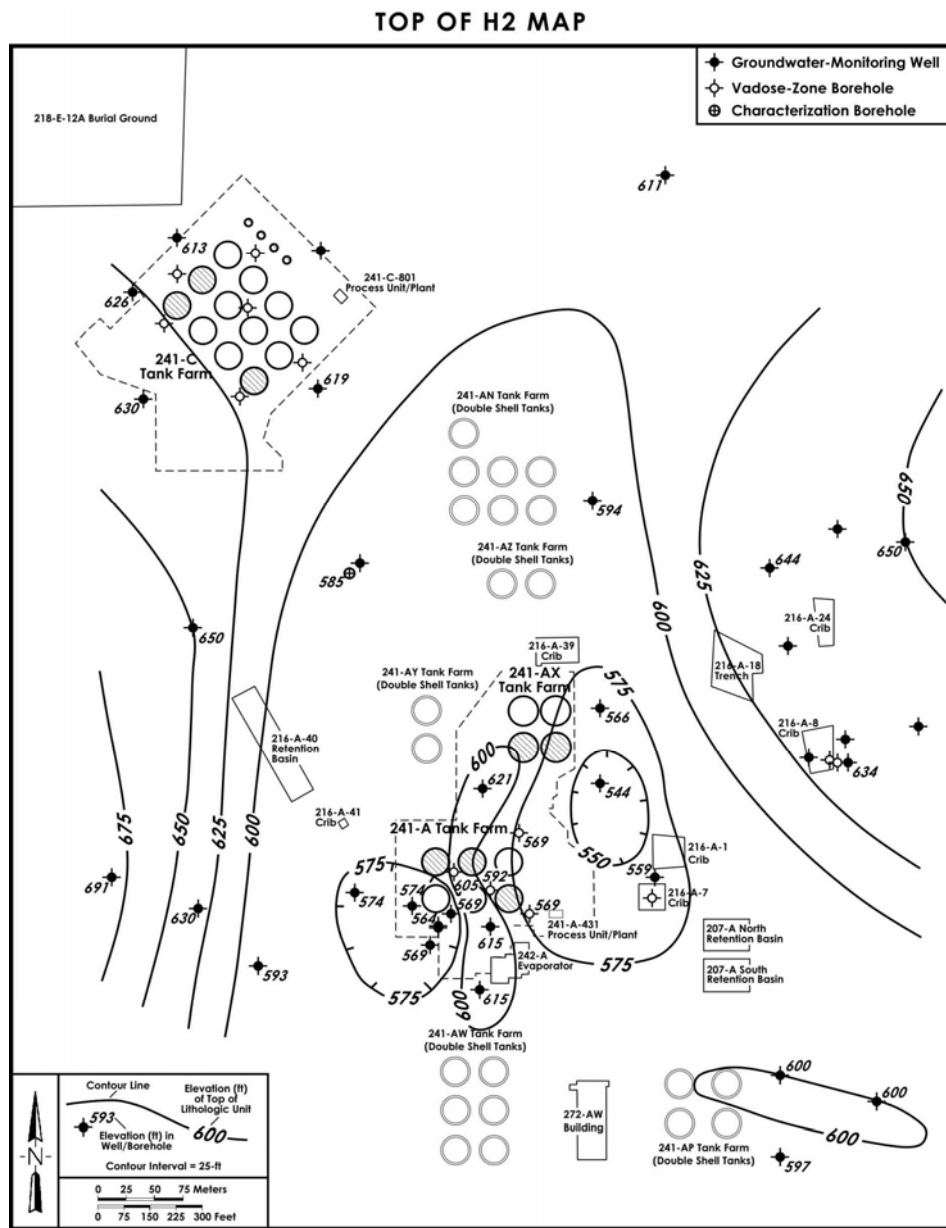 TOP OF H2 MAP
Groundwater-Monitoring Well
Vadose-Zone Borehole
Characterization Borehole
218-E-12A Burial Ground
611
613
241-C-801
Process Unit/Plant
626
241-C
Tank Farm
619
630
241-AN Tank Farm
(Double Shell Tanks)
594
650
650
644
625
241-AZ Tank Farm
(Double Shell Tanks)
585
600
216-A-24
Crib
650
216-A-39
Crib
216-A-18
Trench
241-AY Tank Farm
(Double Shell Tanks)
241-AX
Tank Farm
575
566
216-A-40
Retention
Basin
216-A-8
Crib
634
600
621
544
675
650
625
600
216-A-41
Crib
241-A Tank Farm
569
550
216-A-1
Crib
575
691
574
574
605
592
559
216-A-7
Crib
630
564
569
569
615
241-A-431
Process Unit/Plant
207-A North
Retention Basin
569
242-A
Evaporator
575
593
575
600
615
207-A South
Retention Basin
241-AW Tank Farm
(Double Shell Tanks)
272-AW
Building
600
600
600
241-AP Tank Farm
(Double Shell Tanks)
597
Contour Line
Elevation (ft)
of Top of
Lithologic Unit
593
Elevation (ft) in
Well/Borehole
600
Contour Interval = 25-ft
N
0 25 50 75 Meters
0 75 150 225 300 Feet